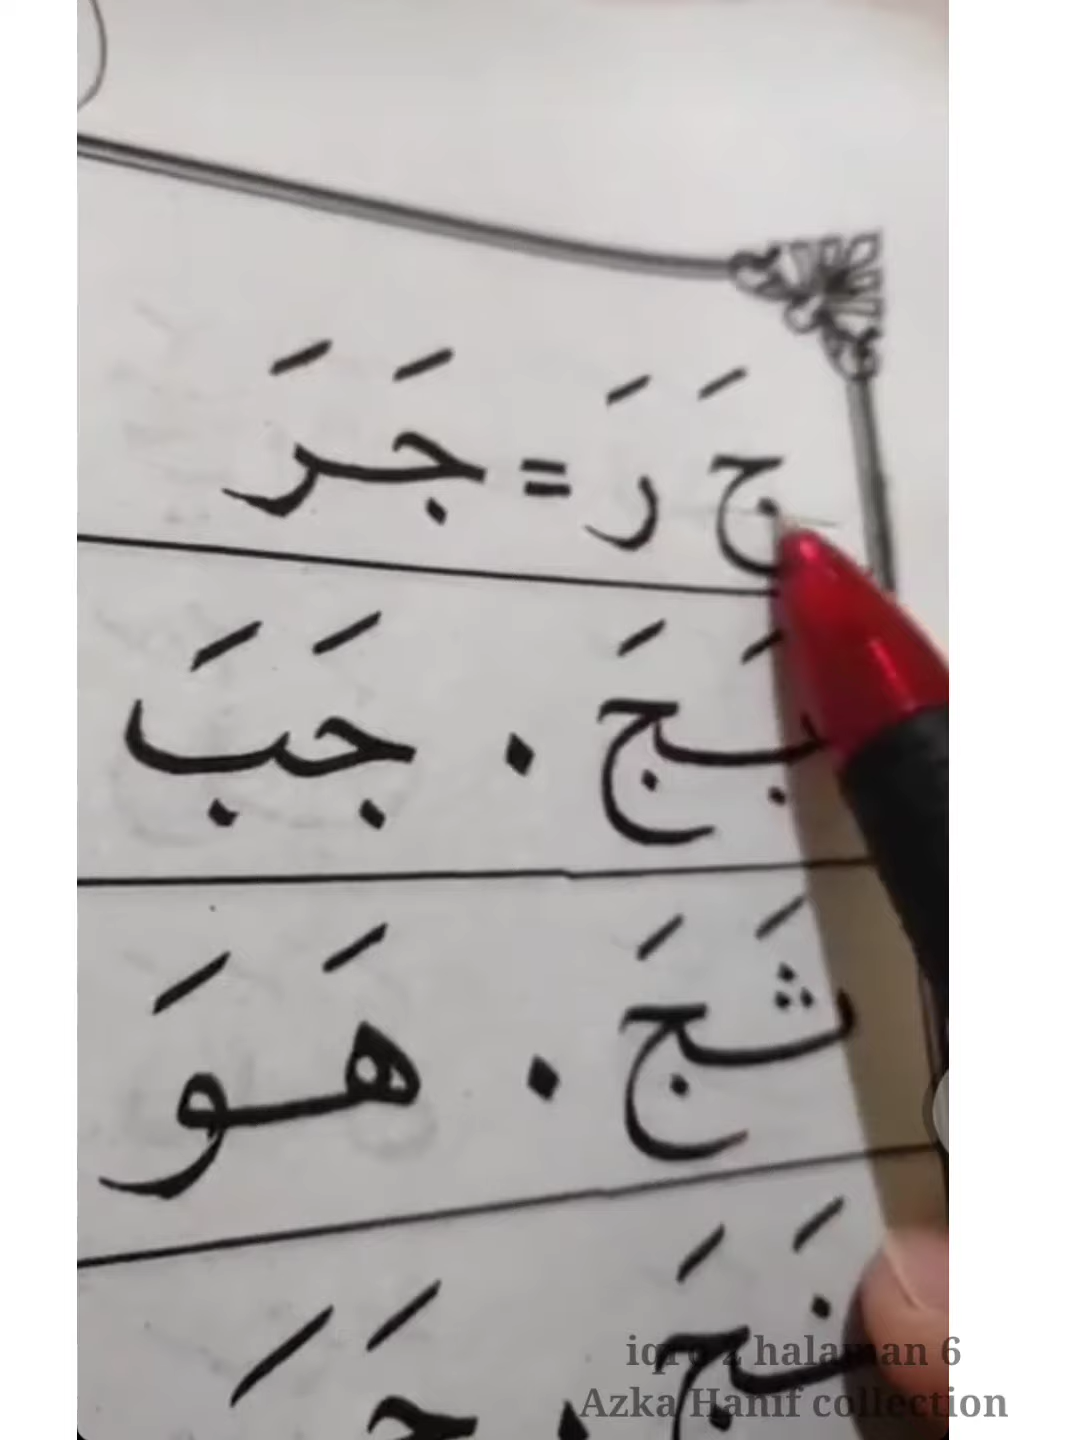 جَ رَ = جَرَ
بَجَ . جَبَ
ثَجَ . هَوَ
نَجَ .
iqro 2 halaman 6
Azka Hanif collection